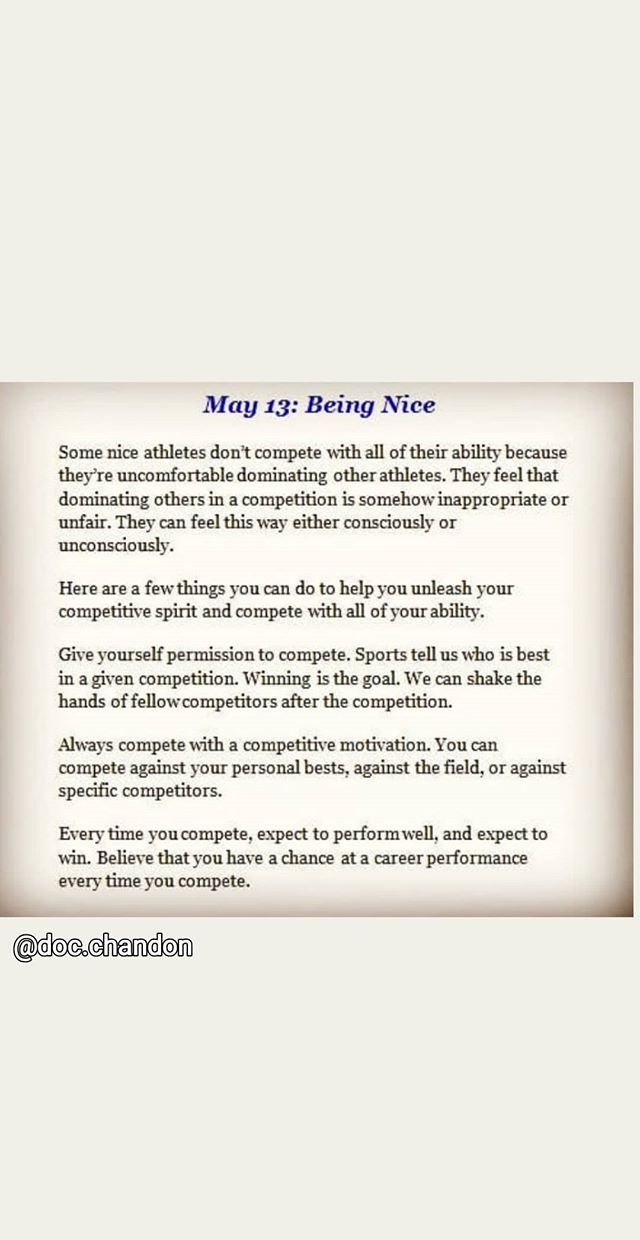 May 13: Being Nice
Some nice athletes don't compete with all of their ability because
they're uncomfortable dominating other athletes. They feel that
dominating others in a competition is somehow inappropriate or
unfair. They can feel this way either consciously or
unconsciously.
Here are a few things you can do to help you unleash your
competitive spirit and compete with all of your ability.
Give yourself permission to compete. Sports tell us who is best
in a given competition. Winning is the goal. We can shake the
hands of fellow competitors after the competition.
Always compete with a competitive motivation. You can
compete against your personal bests, against the field, or against
specific competitors.
Every time you compete, expect to perform well, and expect to
win. Believe that you have a chance at a career performance
every time you compete.
@doc.chandon